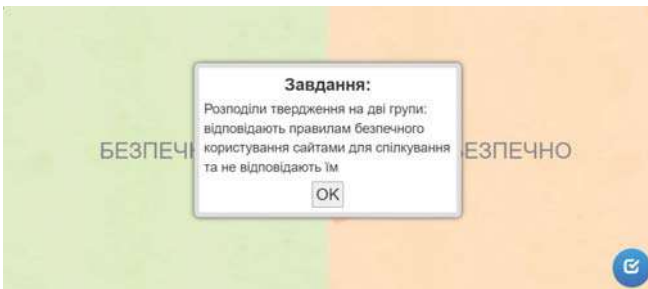 Завдання:
Розподіли твердження на дві групи:
відповідають правилам безпечного
користування сайтами для спілкування
та не відповідають їм
OK